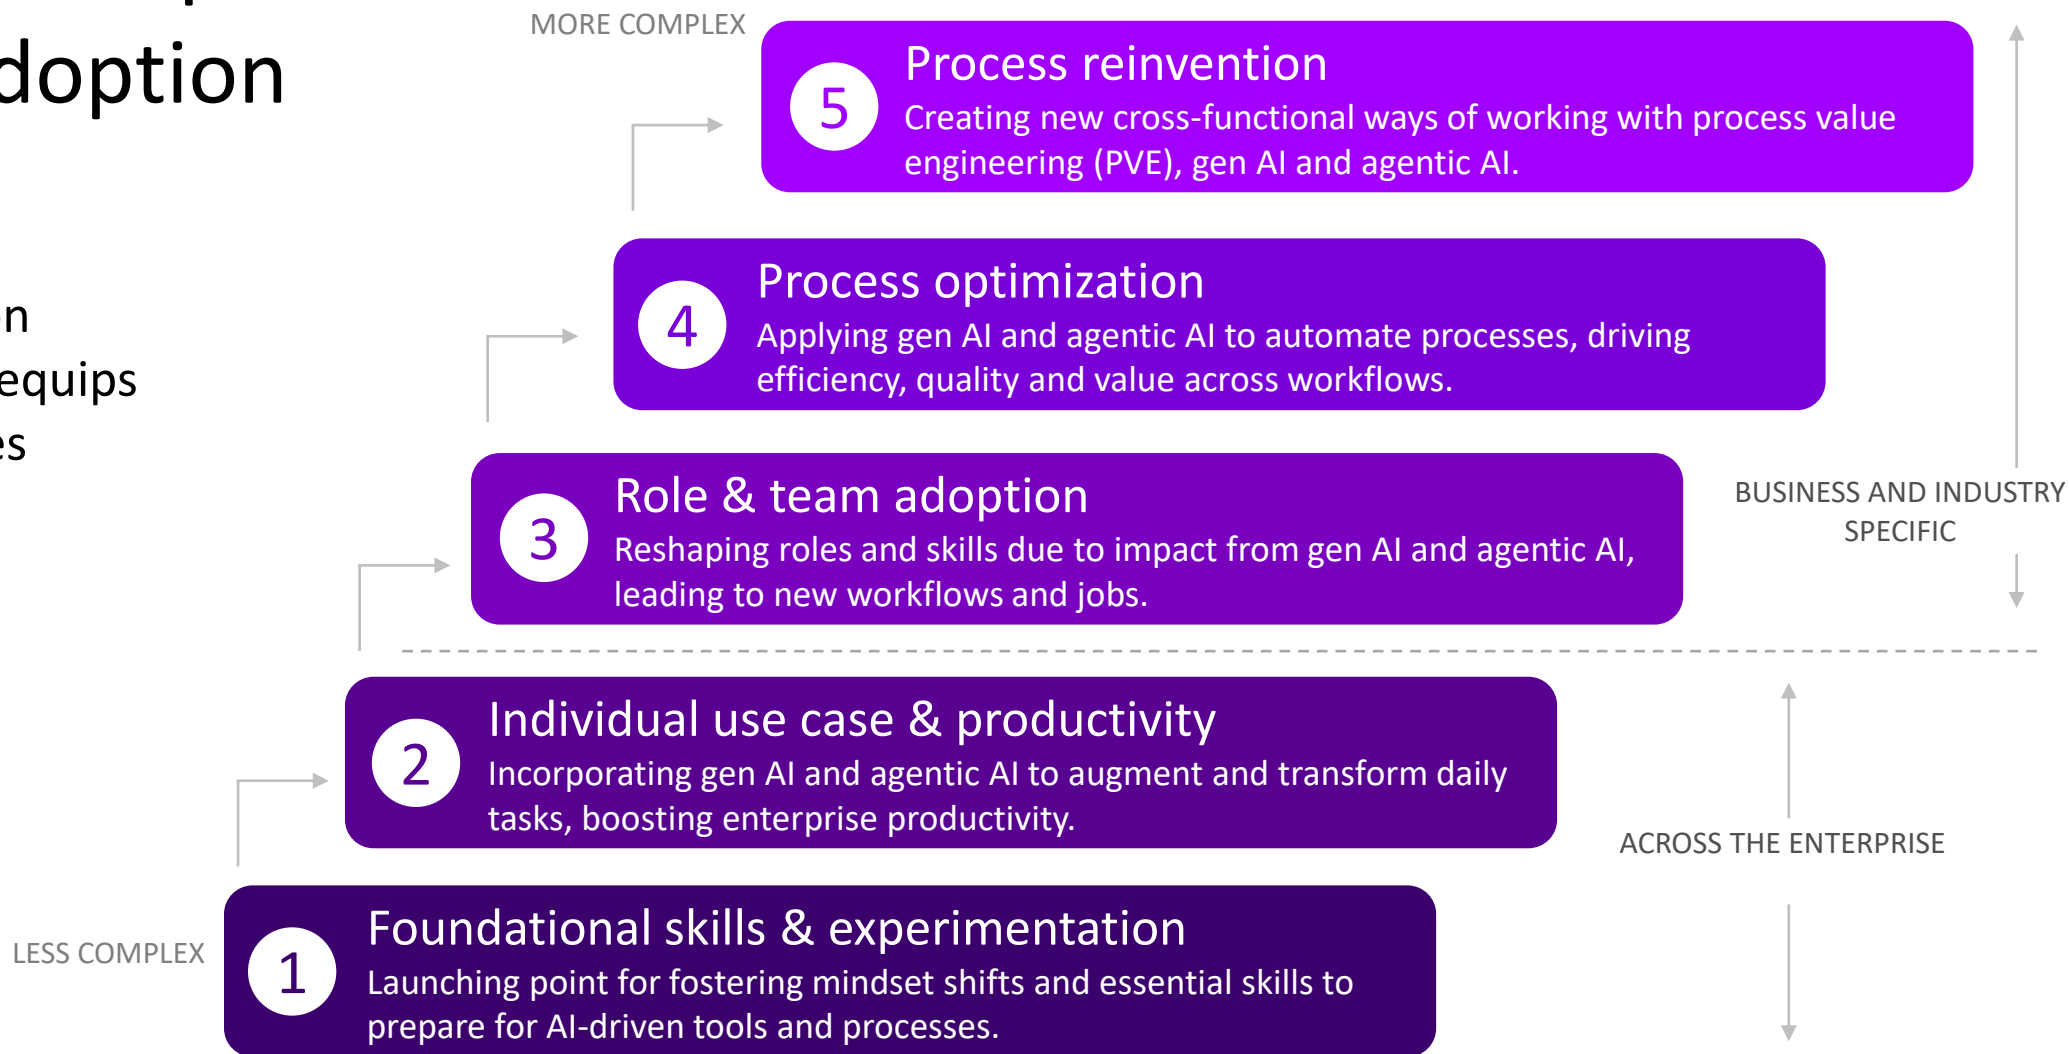 doption
n
equips
es
MORE COMPLEX
5
Process reinvention
Creating new cross-functional ways of working with process value
engineering (PVE), gen AI and agentic AI.
4
Process optimization
Applying gen AI and agentic AI to automate processes, driving
efficiency, quality and value across workflows.
3
Role & team adoption
Reshaping roles and skills due to impact from gen AI and agentic AI,
leading to new workflows and jobs.
BUSINESS AND INDUSTRY
SPECIFIC
2
Individual use case & productivity
Incorporating gen AI and agentic AI to augment and transform daily
tasks, boosting enterprise productivity.
ACROSS THE ENTERPRISE
LESS COMPLEX
1
Foundational skills & experimentation
Launching point for fostering mindset shifts and essential skills to
prepare for AI-driven tools and processes.